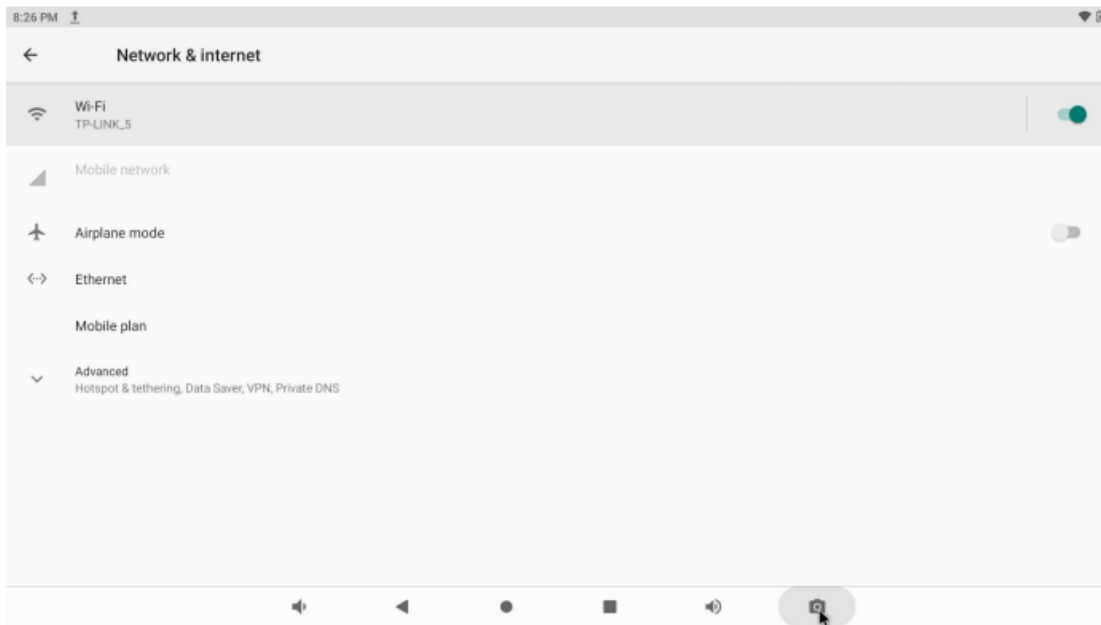 8:26 PM
Network & internet
Wi-Fi
TP-LINK_5
Mobile network
Airplane mode
Ethernet
Mobile plan
Advanced
Hotspot & tethering, Data Saver, VPN, Private DNS